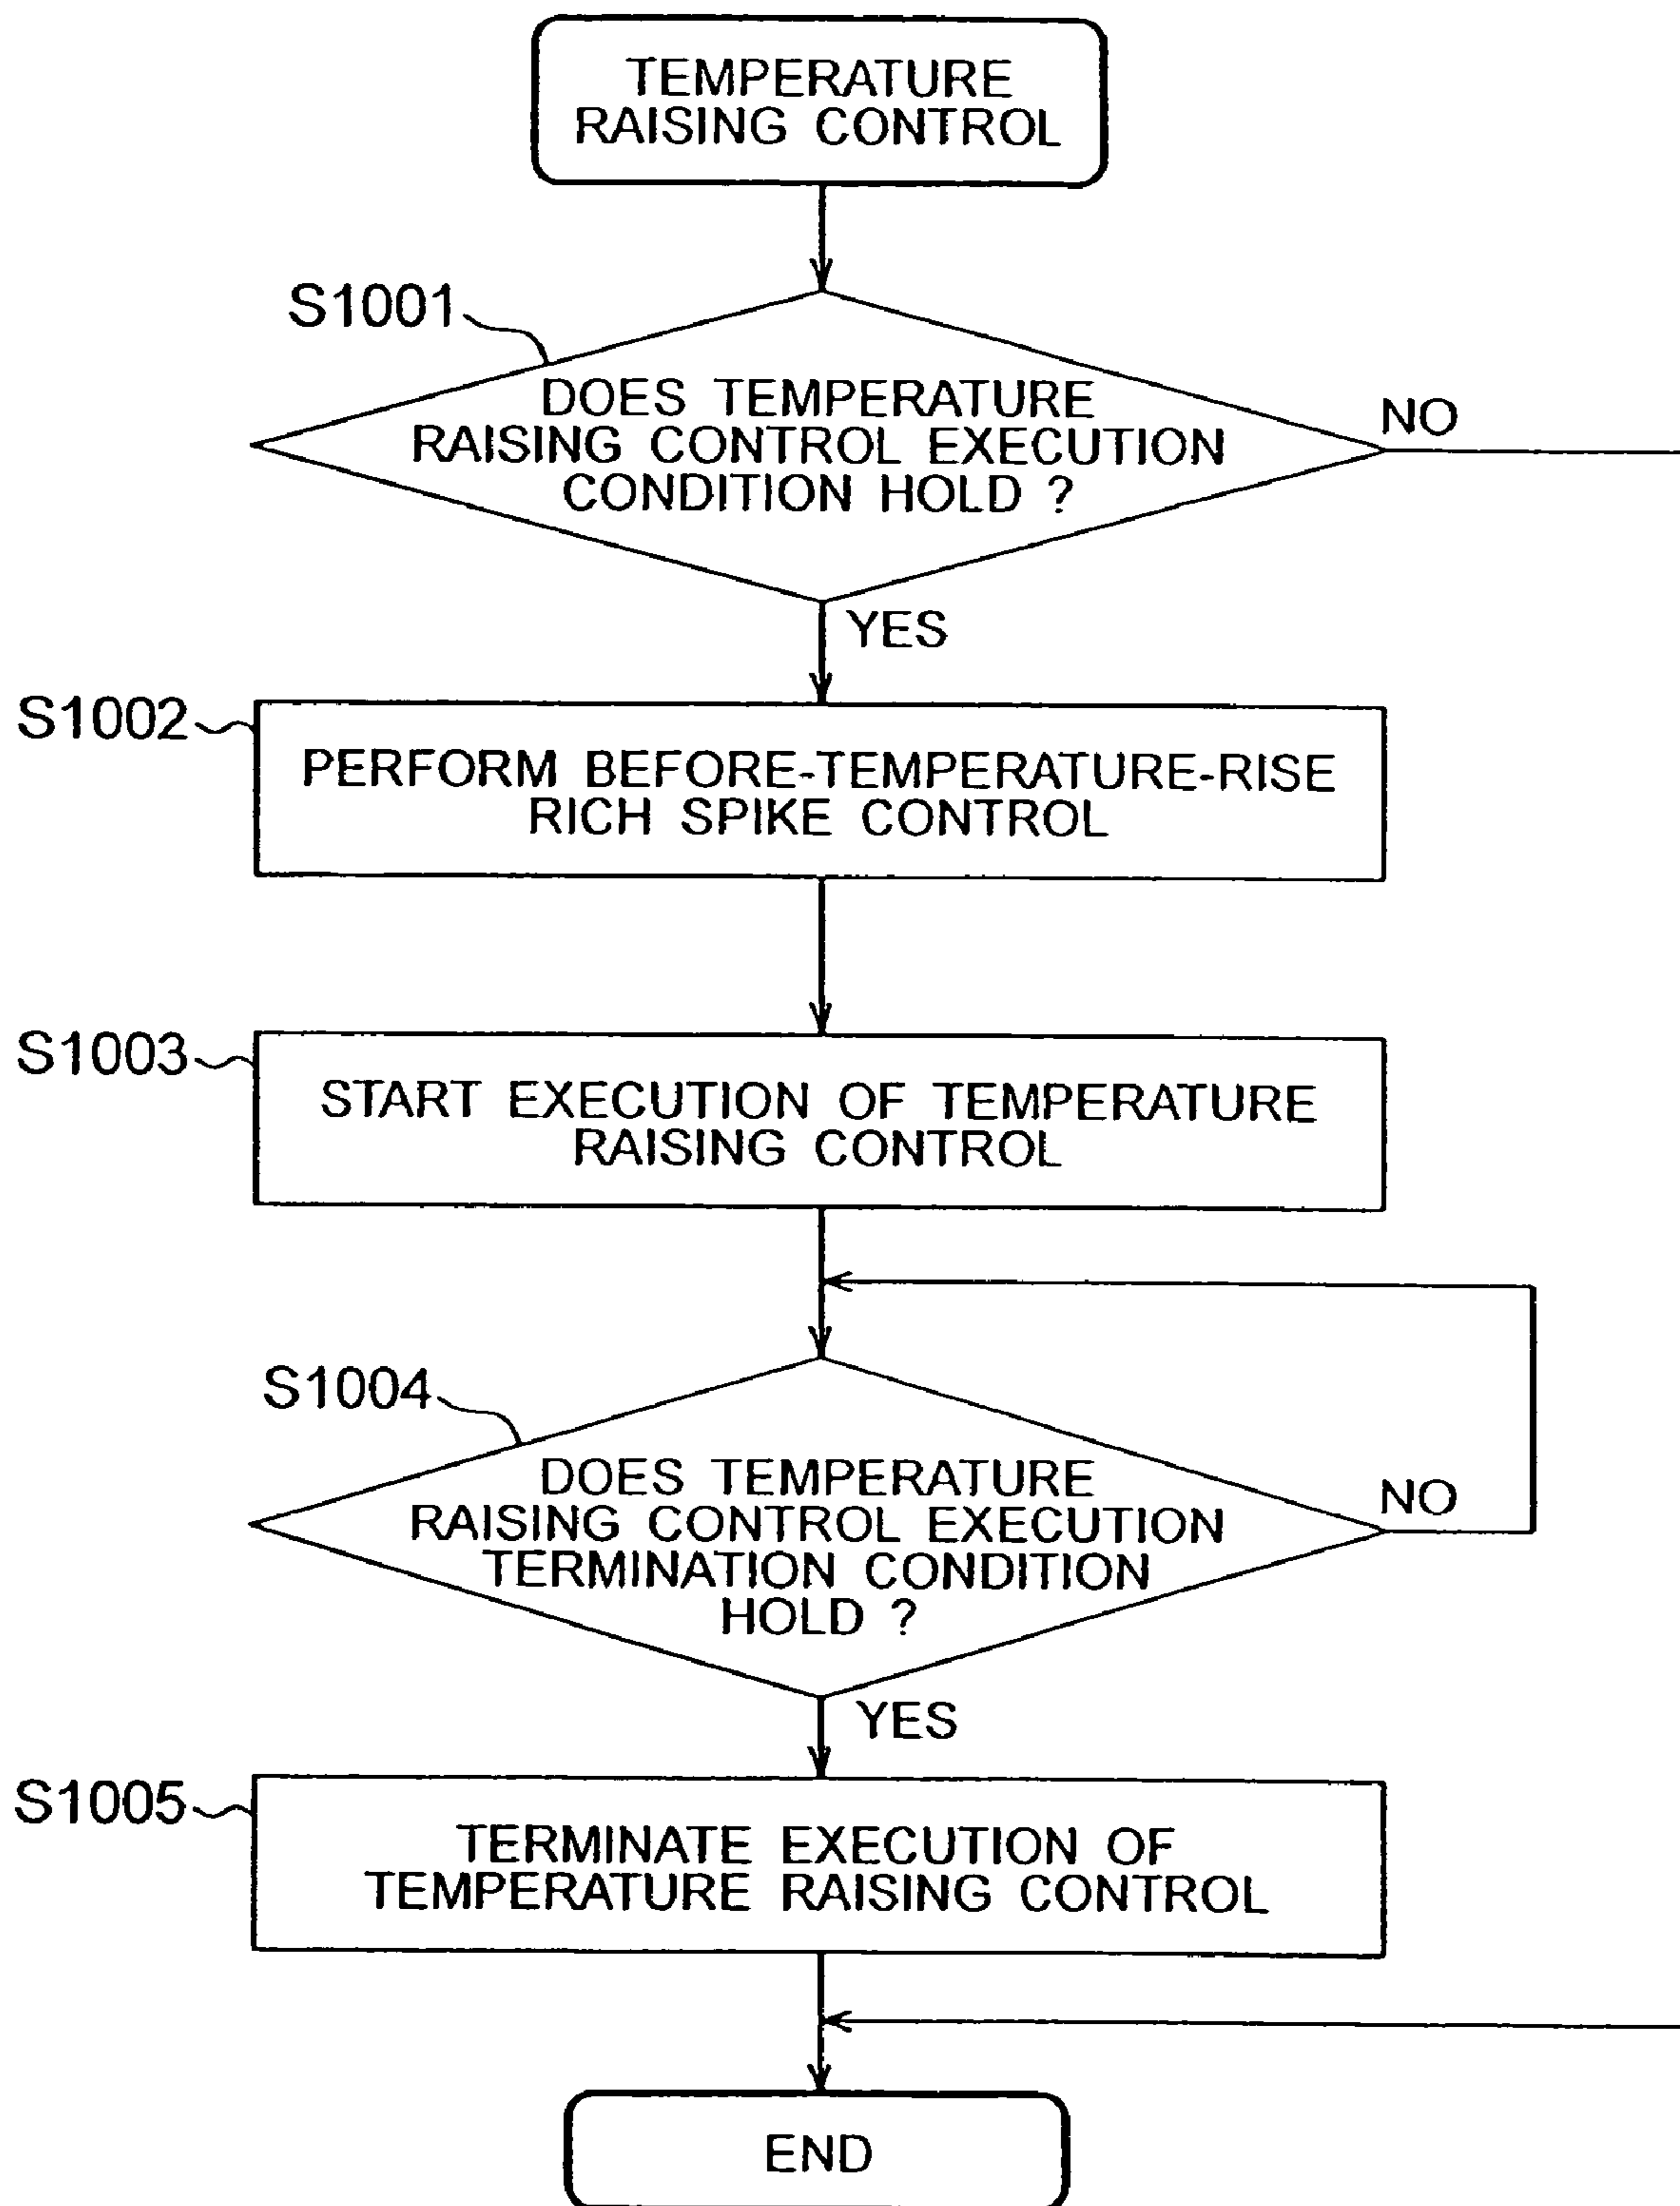 TEMPERATURE
RAISING CONTROL
S1001
DOES TEMPERATURE
RAISING CONTROL EXECUTION
CONDITION HOLD ?
NO
YES
S1002
PERFORM BEFORE-TEMPERATURE-RISE
RICH SPIKE CONTROL
S1003
START EXECUTION OF TEMPERATURE
RAISING CONTROL
S1004
DOES TEMPERATURE
RAISING CONTROL EXECUTION
TERMINATION CONDITION
HOLD ?
NO
YES
S1005
TERMINATE EXECUTION OF
TEMPERATURE RAISING CONTROL
END